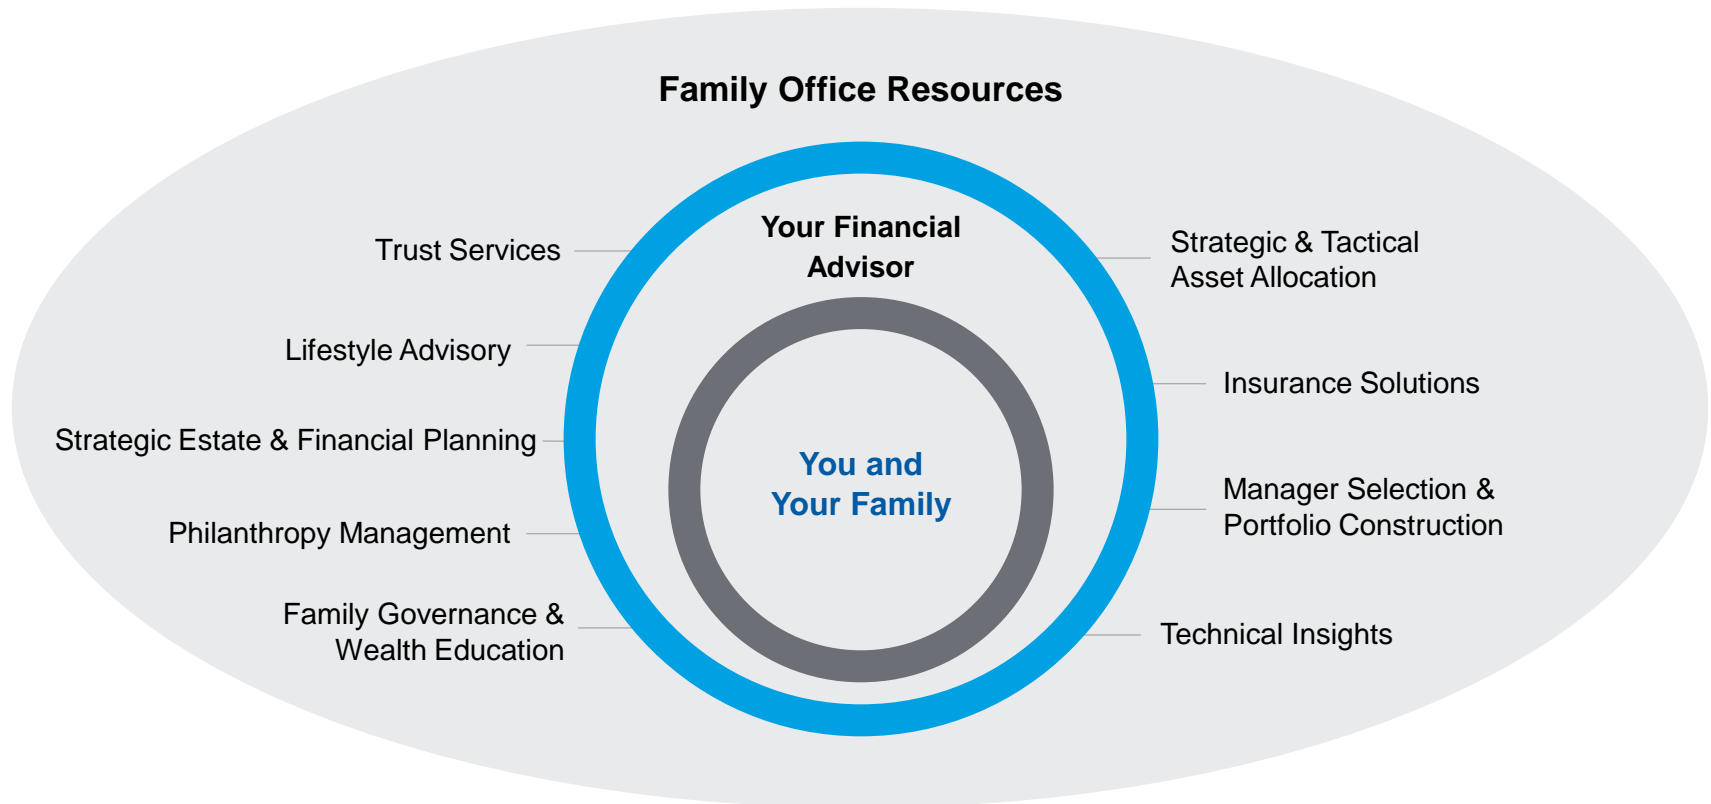 Family Office Resources
Your Financial
Advisor
You and
Your Family
Trust Services
Lifestyle Advisory
Strategic Estate & Financial Planning
Philanthropy Management
Family Governance &
Wealth Education
Strategic & Tactical
Asset Allocation
Insurance Solutions
Manager Selection &
Portfolio Construction
Technical Insights